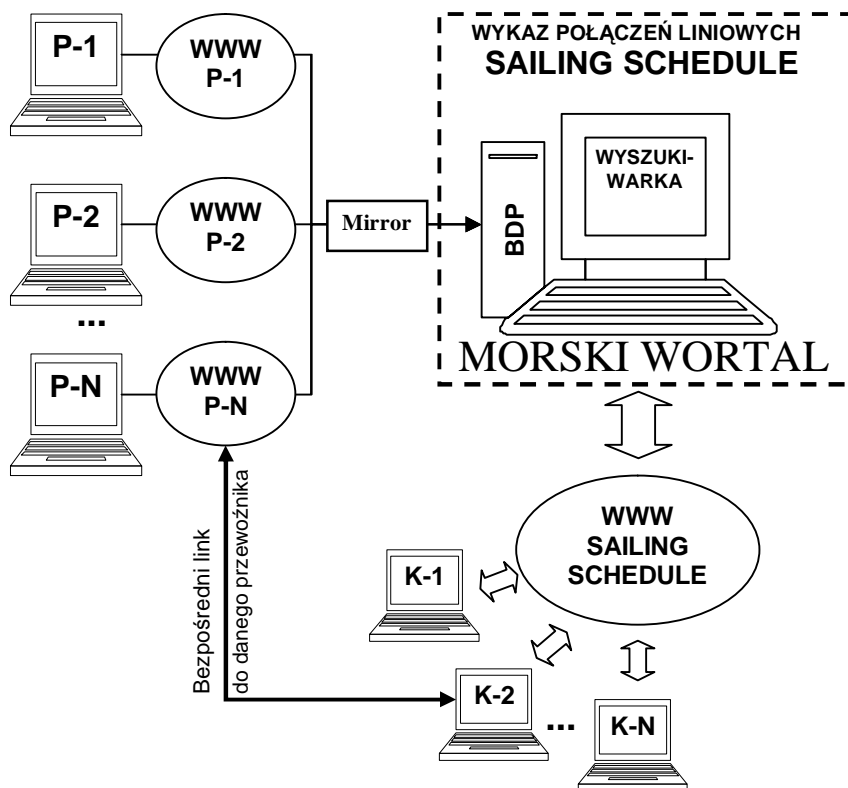 P-1
WWW
P-1
P-2
WWW
P-2
...
P-N
WWW
P-N
Mirror
WYKAZ POŁĄCZEŃ LINIOWYCH
SAILING SCHEDULE
BDP
WYSZUKI-
WARKA
MORSKI WORTAL
WWW
SAILING
SCHEDULE
Bezpośredni link
do danego przewoźnika
K-1
K-2
...
K-N